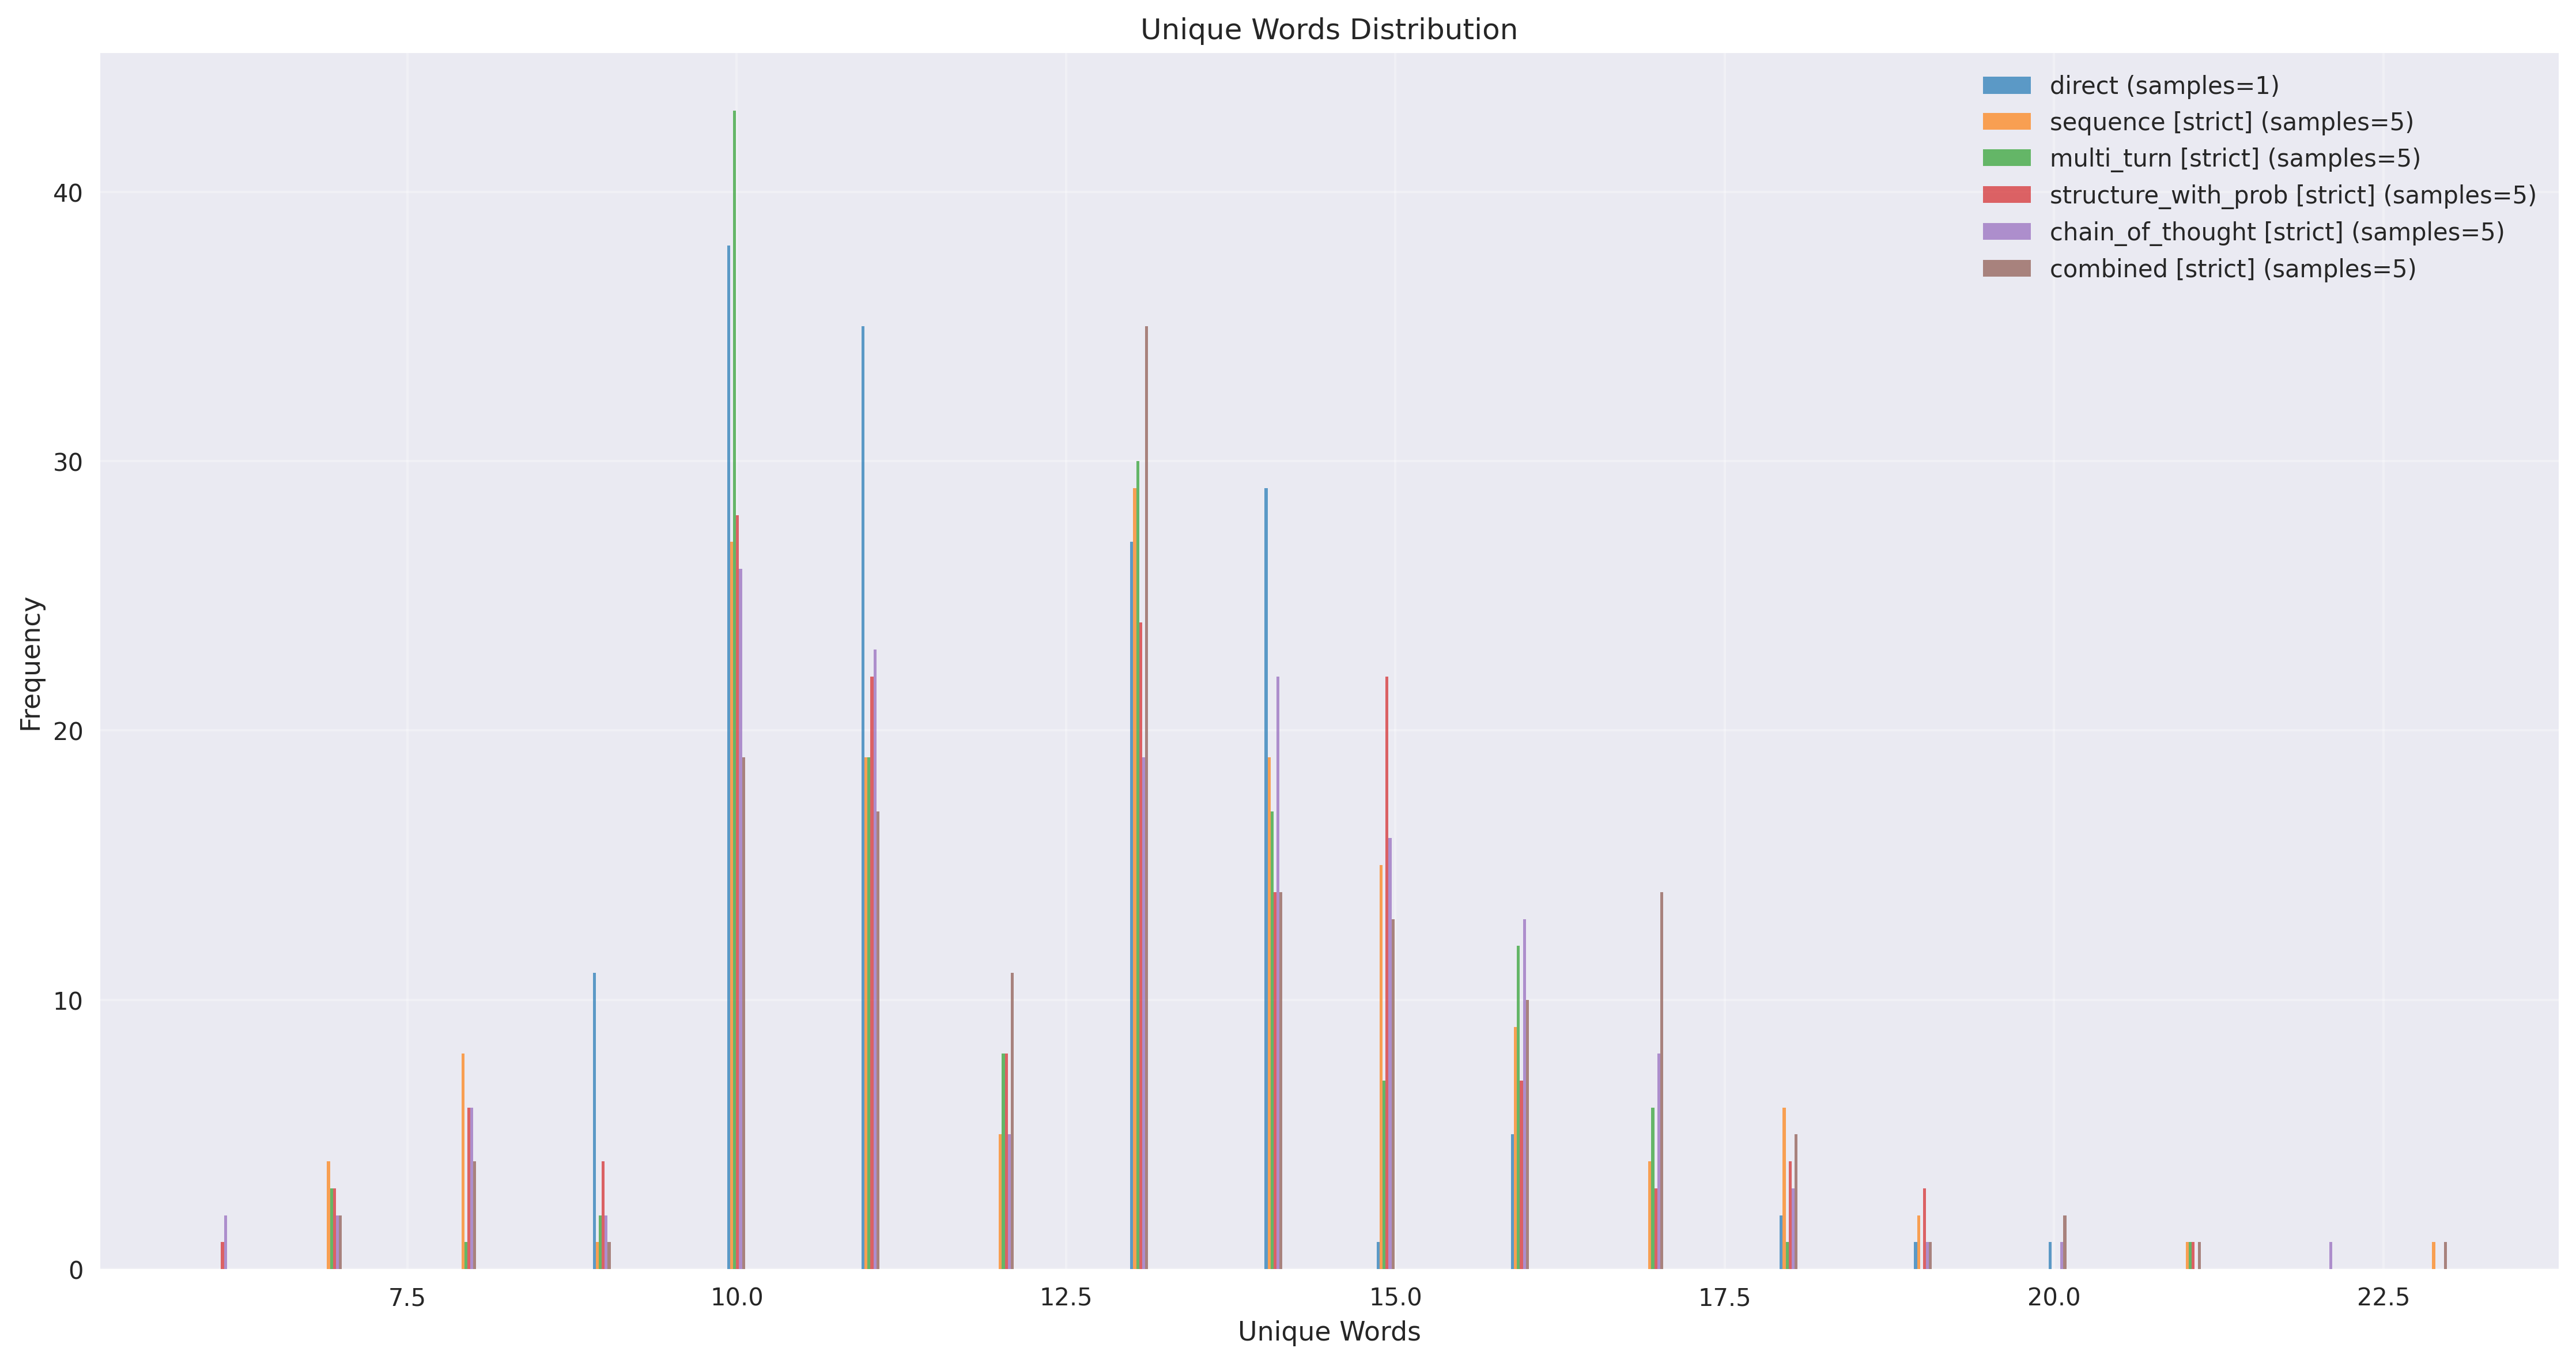 Unique Words Distribution
direct (samples=1)
sequence [strict] (samples=5)
multi_turn [strict] (samples=5)
structure_with_prob [strict] (samples=5)
chain_of_thought [strict] (samples=5)
combined [strict] (samples=5)
Frequency
40
30
20
10
0
7.5 10.0 12.5 15.0 17.5 20.0 22.5
Unique Words